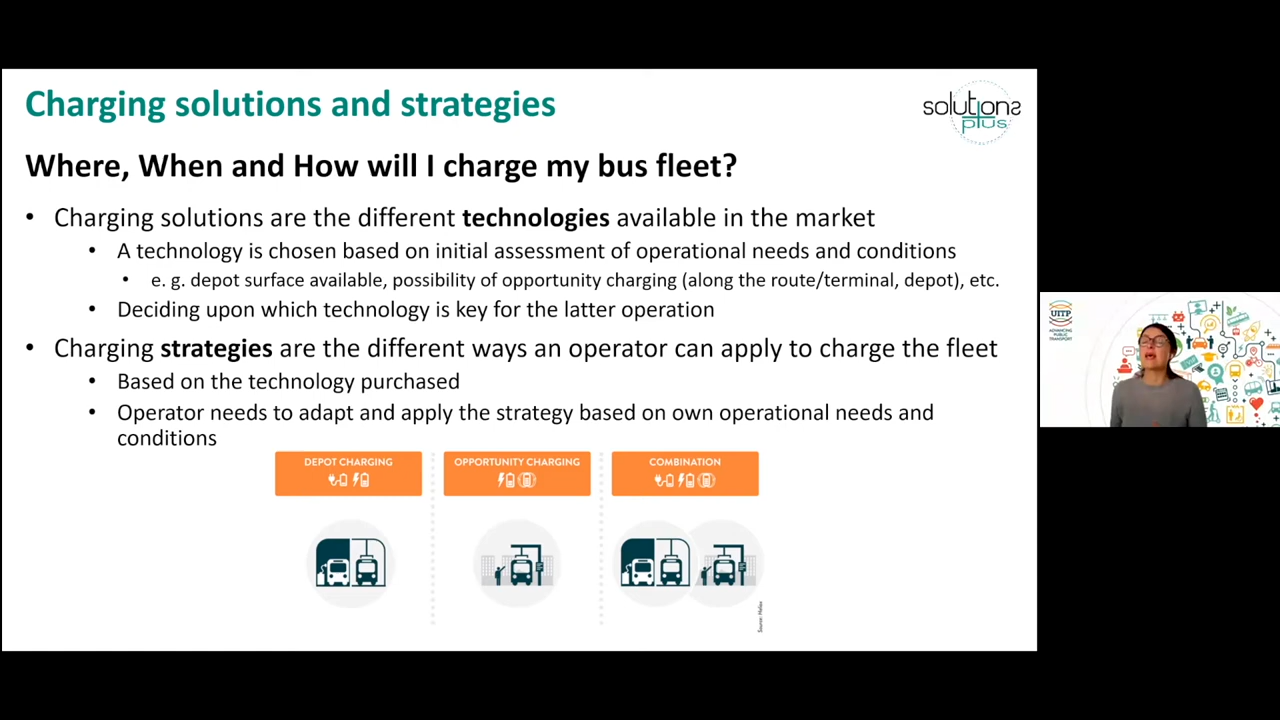 Charging solutions and strategies
solutions
plus
Where, When and How will I charge my bus fleet?
• Charging solutions are the different technologies available in the market
• A technology is chosen based on initial assessment of operational needs and conditions
• e. g. depot surface available, possibility of opportunity charging (along the route/terminal, depot), etc.
• Deciding upon which technology is key for the latter operation
• Charging strategies are the different ways an operator can apply to charge the fleet
• Based on the technology purchased
• Operator needs to adapt and apply the strategy based on own operational needs and
conditions
DEPOT CHARGING
OPPORTUNITY CHARGING
COMBINATION
UITP
ADVANCING
PUBLIC
TRANSPORT